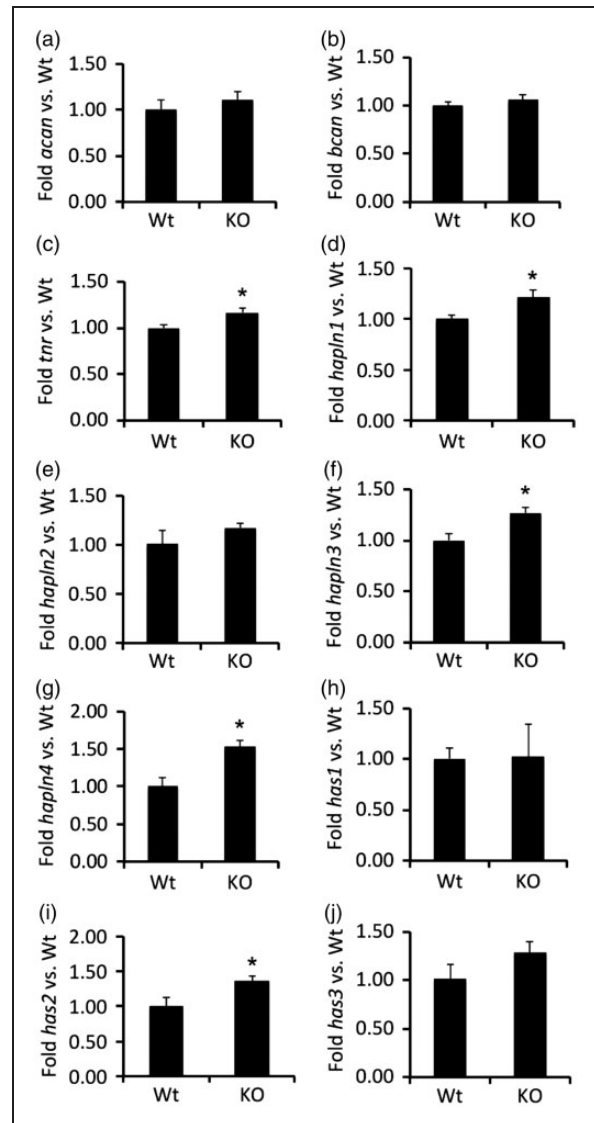 (a)
1.50
1.00
0.50
0.00
Fold acan vs. Wt
Wt KO
(b)
1.50
1.00
0.50
0.00
Fold bcan vs. Wt
Wt KO
(c)
1.50
1.00
0.50
0.00
Fold tnr vs. Wt
*
Wt KO
(d)
1.50
1.00
0.50
0.00
Fold hapln1 vs. Wt
*
Wt KO
(e)
1.50
1.00
0.50
0.00
Fold hapln2 vs. Wt
Wt KO
(f)
1.50
1.00
0.50
0.00
Fold hapln3 vs. Wt
*
Wt KO
(g)
2.00
1.50
1.00
0.50
0.00
Fold hapln4 vs. Wt
*
Wt KO
(h)
1.50
1.00
0.50
0.00
Fold has1 vs. Wt
Wt KO
(i)
2.00
1.50
1.00
0.50
0.00
Fold has2 vs. Wt
*
Wt KO
(j)
1.50
1.00
0.50
0.00
Fold has3 vs. Wt
Wt KO